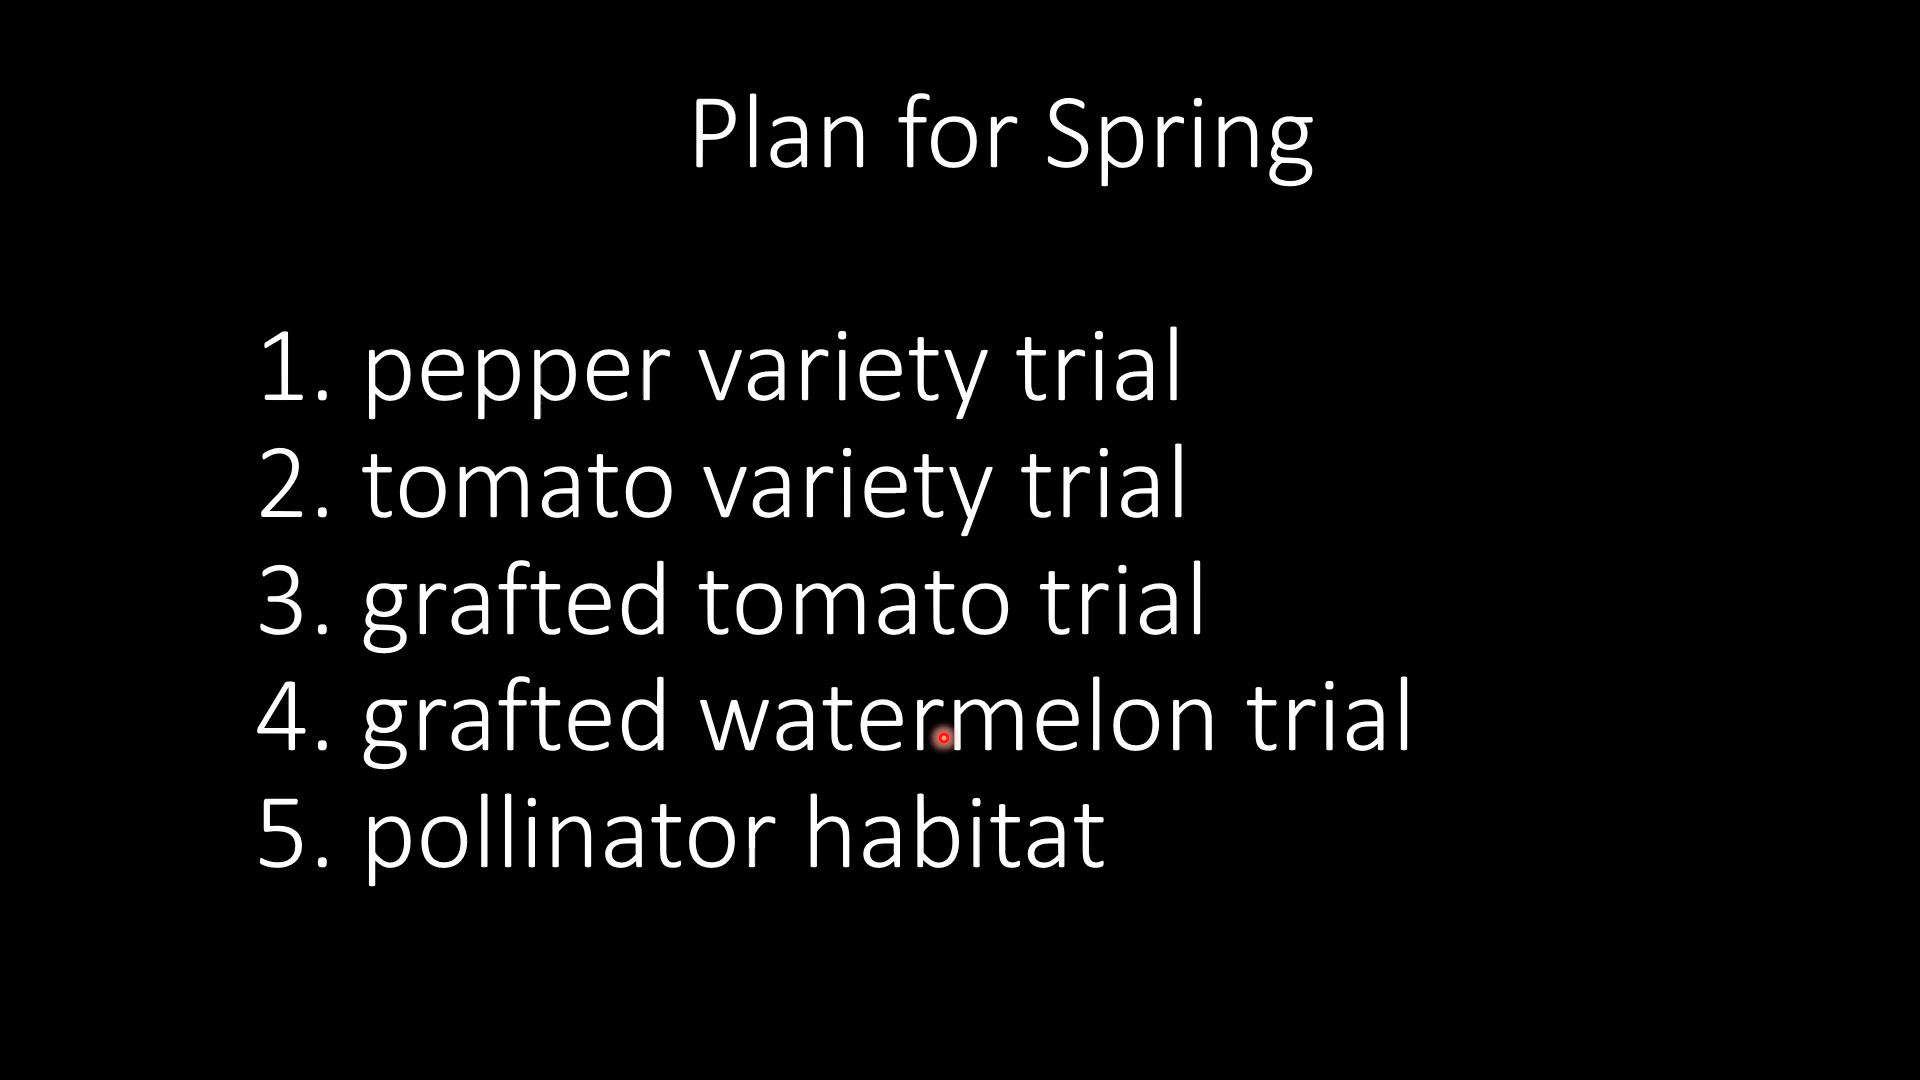 Plan for Spring
1. pepper variety trial
2. tomato variety trial
3. grafted tomato trial
4. grafted watermelon trial
5. pollinator habitat